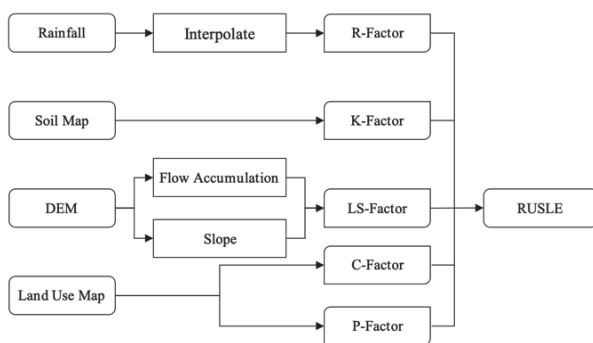 Rainfall
Interpolate
R-Factor
Soil Map
K-Factor
Flow Accumulation
DEM
LS-Factor
RUSLE
Slope
C-Factor
Land Use Map
P-Factor